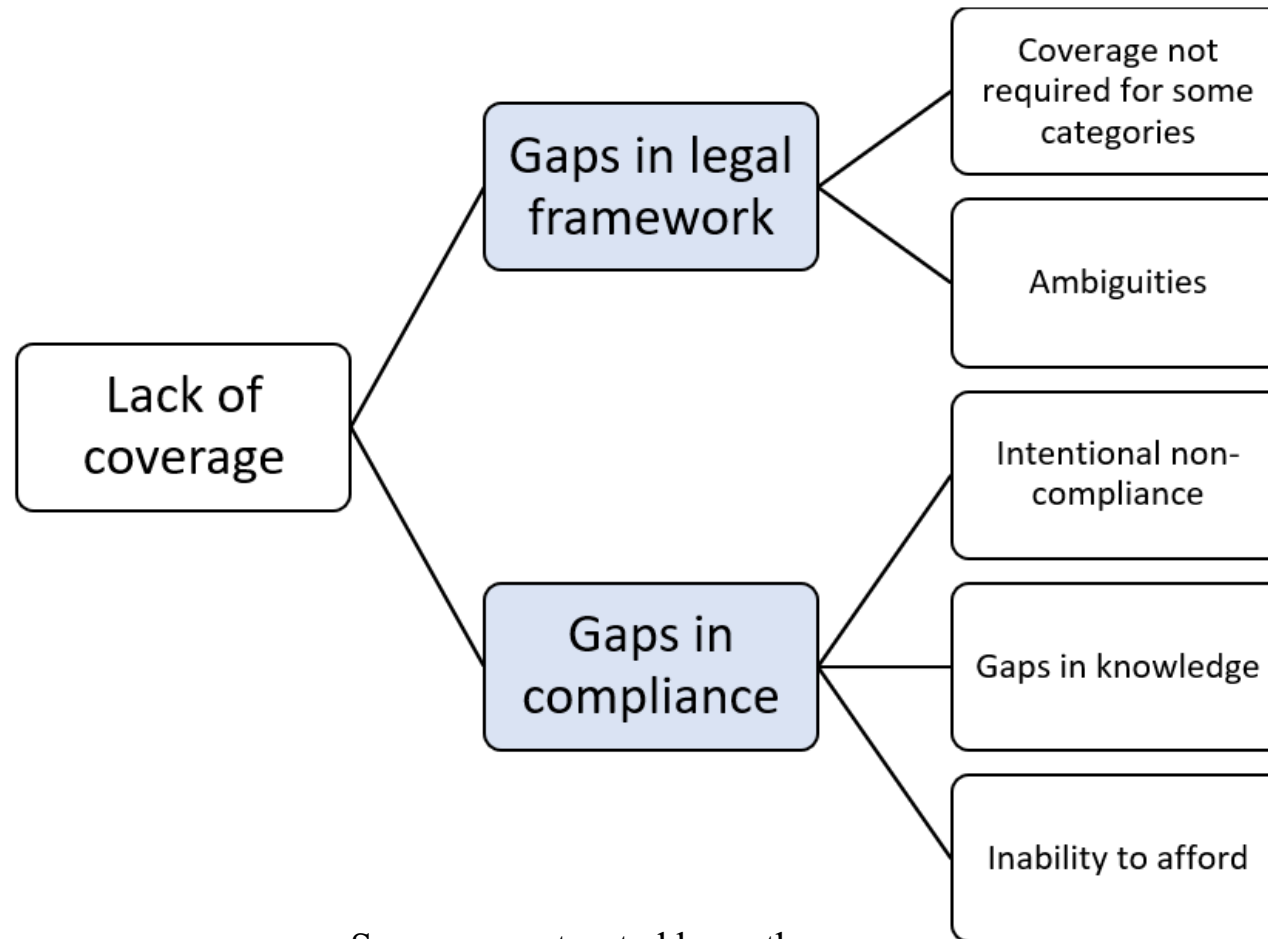 Lack of
coverage
Gaps in legal
framework
Coverage not
required for some
categories
Ambiguities
Gaps in
compliance
Intentional non-
compliance
Gaps in knowledge
Inability to afford